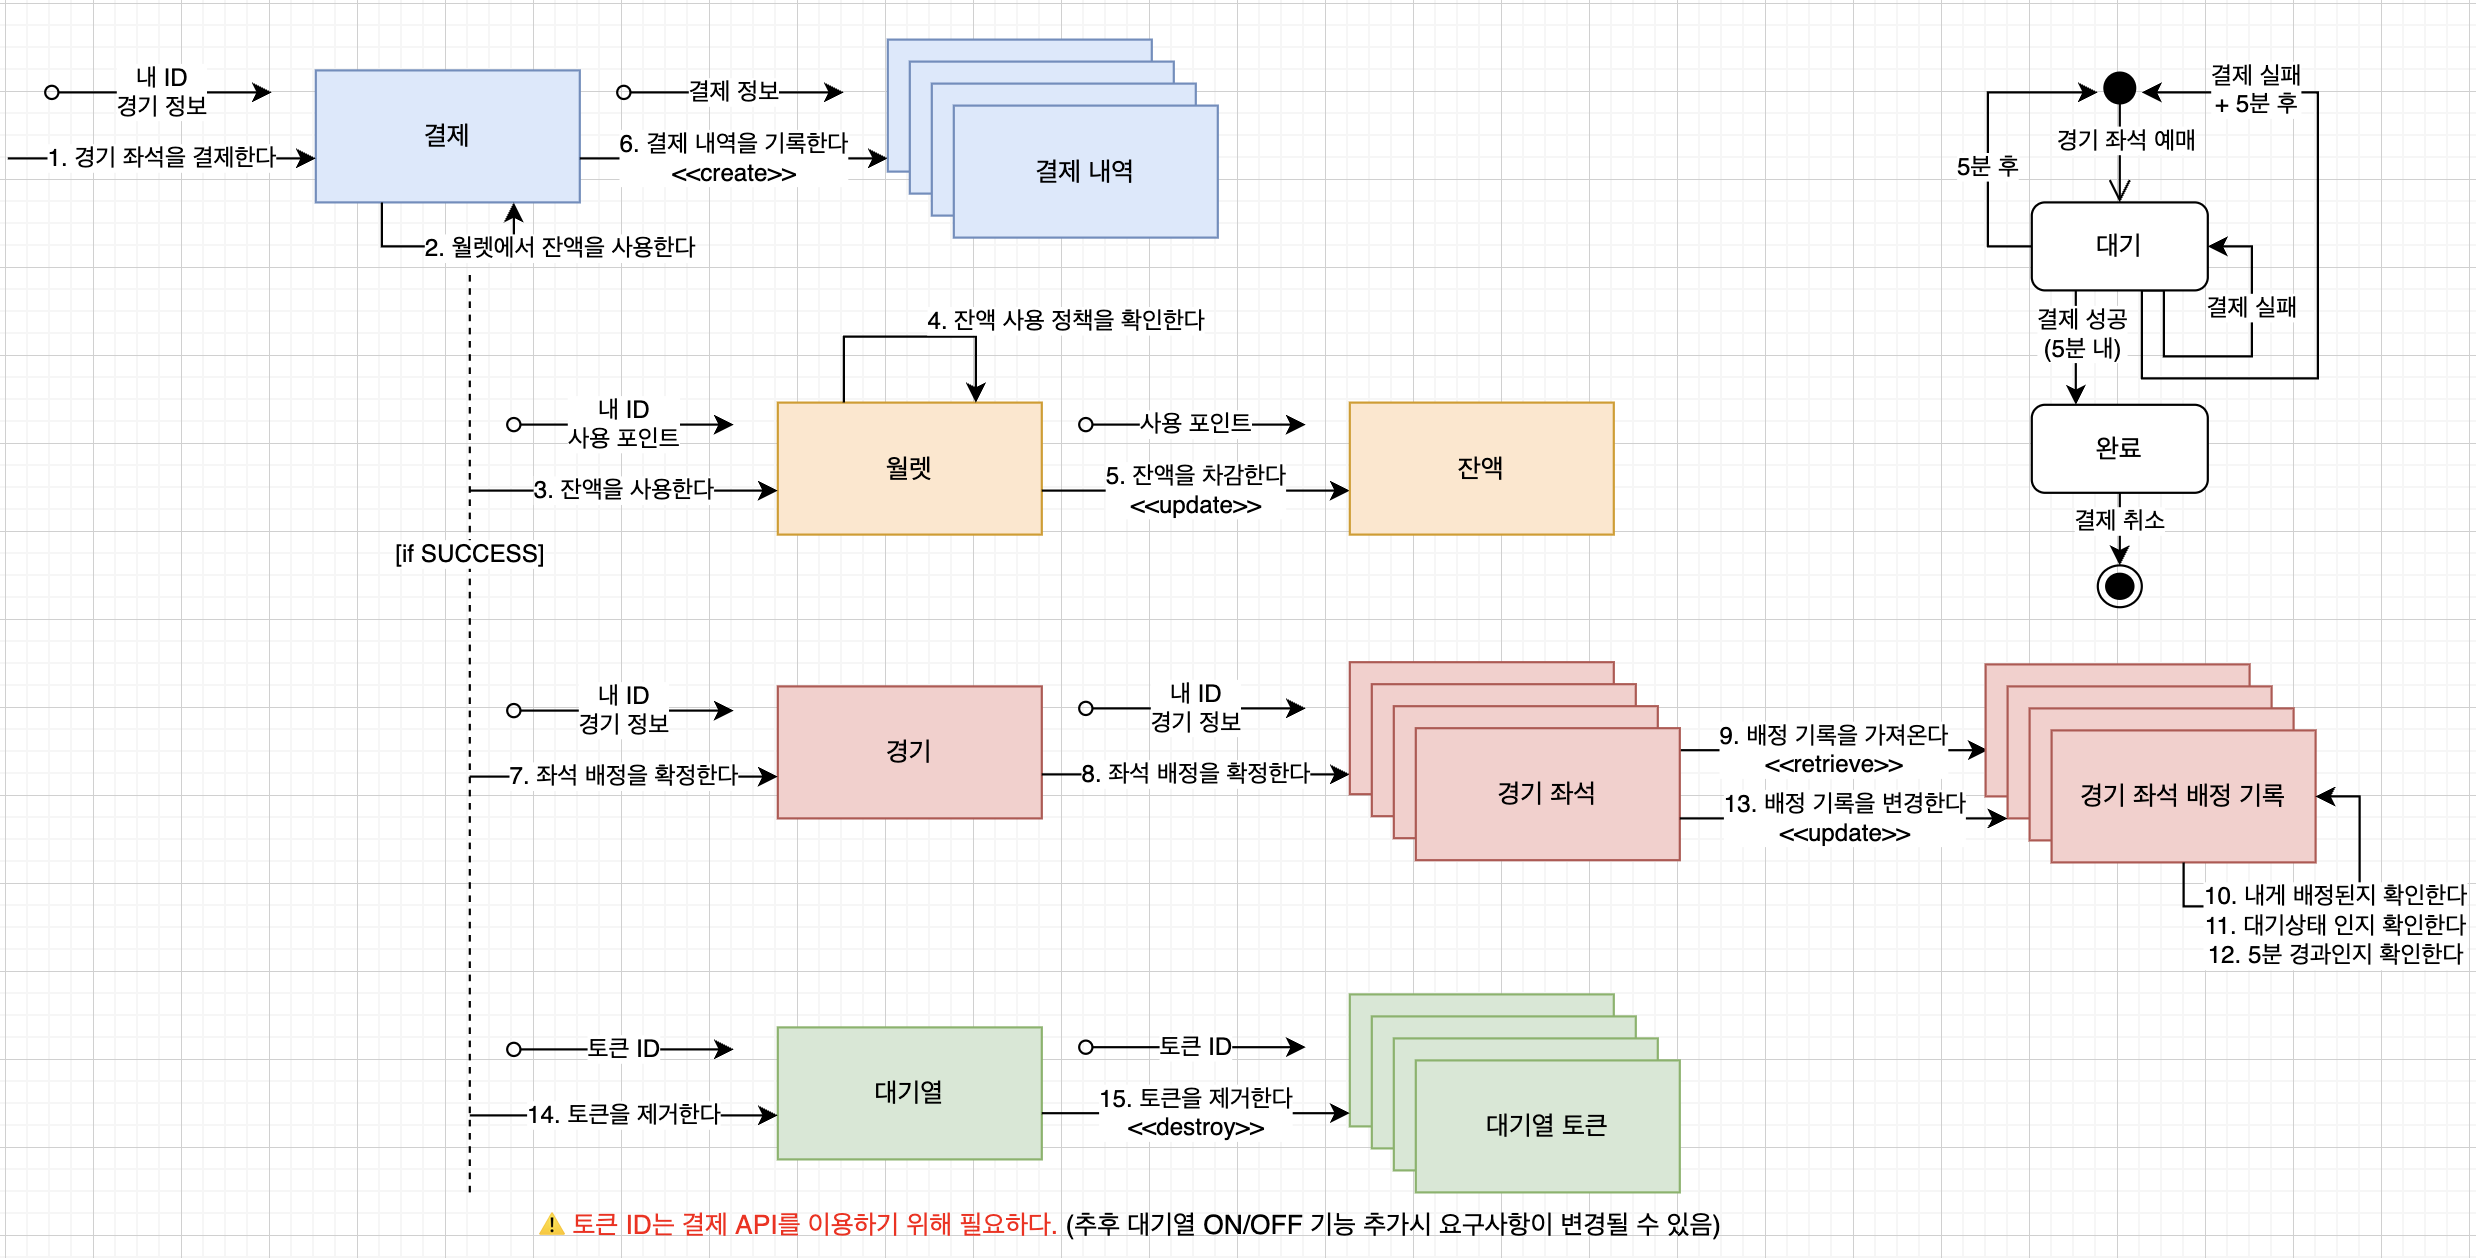 내 ID
경기 정보
1. 경기 좌석을 결제한다
결제
결제 정보
6. 결제 내역을 기록한다
<<create>>
결제 내역
2. 월렛에서 잔액을 사용한다
4. 잔액 사용 정책을 확인한다
내 ID
사용 포인트
3. 잔액을 사용한다
월렛
사용 포인트
5. 잔액을 차감한다
<<update>>
잔액
[if SUCCESS]
내 ID
경기 정보
7. 좌석 배정을 확정한다
경기
내 ID
경기 정보
8. 좌석 배정을 확정한다
경기 좌석
9. 배정 기록을 가져온다
<<retrieve>>
13. 배정 기록을 변경한다
<<update>>
경기 좌석 배정 기록
10. 내게 배정된지 확인한다
11. 대기상태 인지 확인한다
12. 5분 경과인지 확인한다
토큰 ID
14. 토큰을 제거한다
대기열
토큰 ID
15. 토큰을 제거한다
<<destroy>>
대기열 토큰
⚠️ 토큰 ID는 결제 API를 이용하기 위해 필요하다. (추후 대기열 ON/OFF 기능 추가시 요구사항이 변경될 수 있음)
결제 실패
+ 5분 후
경기 좌석 예매
5분 후
대기
결제 실패
결제 성공
(5분 내)
완료
결제 취소